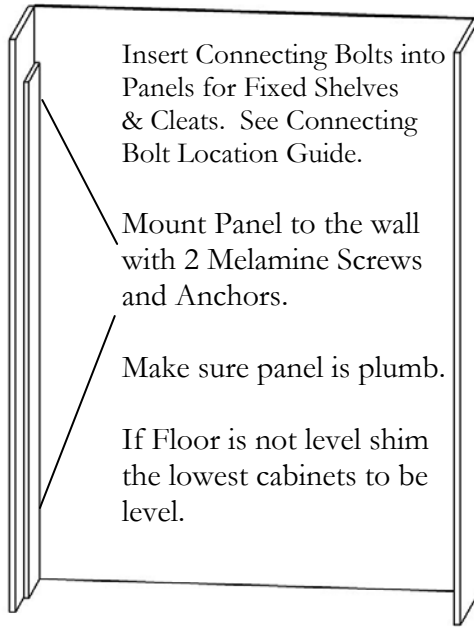 Insert Connecting Bolts into
Panels for Fixed Shelves
& Cleats.  See Connecting
Bolt Location Guide.
Mount Panel to the wall
with 2 Melamine Screws
and Anchors.
Make sure panel is plumb.
If Floor is not level shim
the lowest cabinets to be
level.